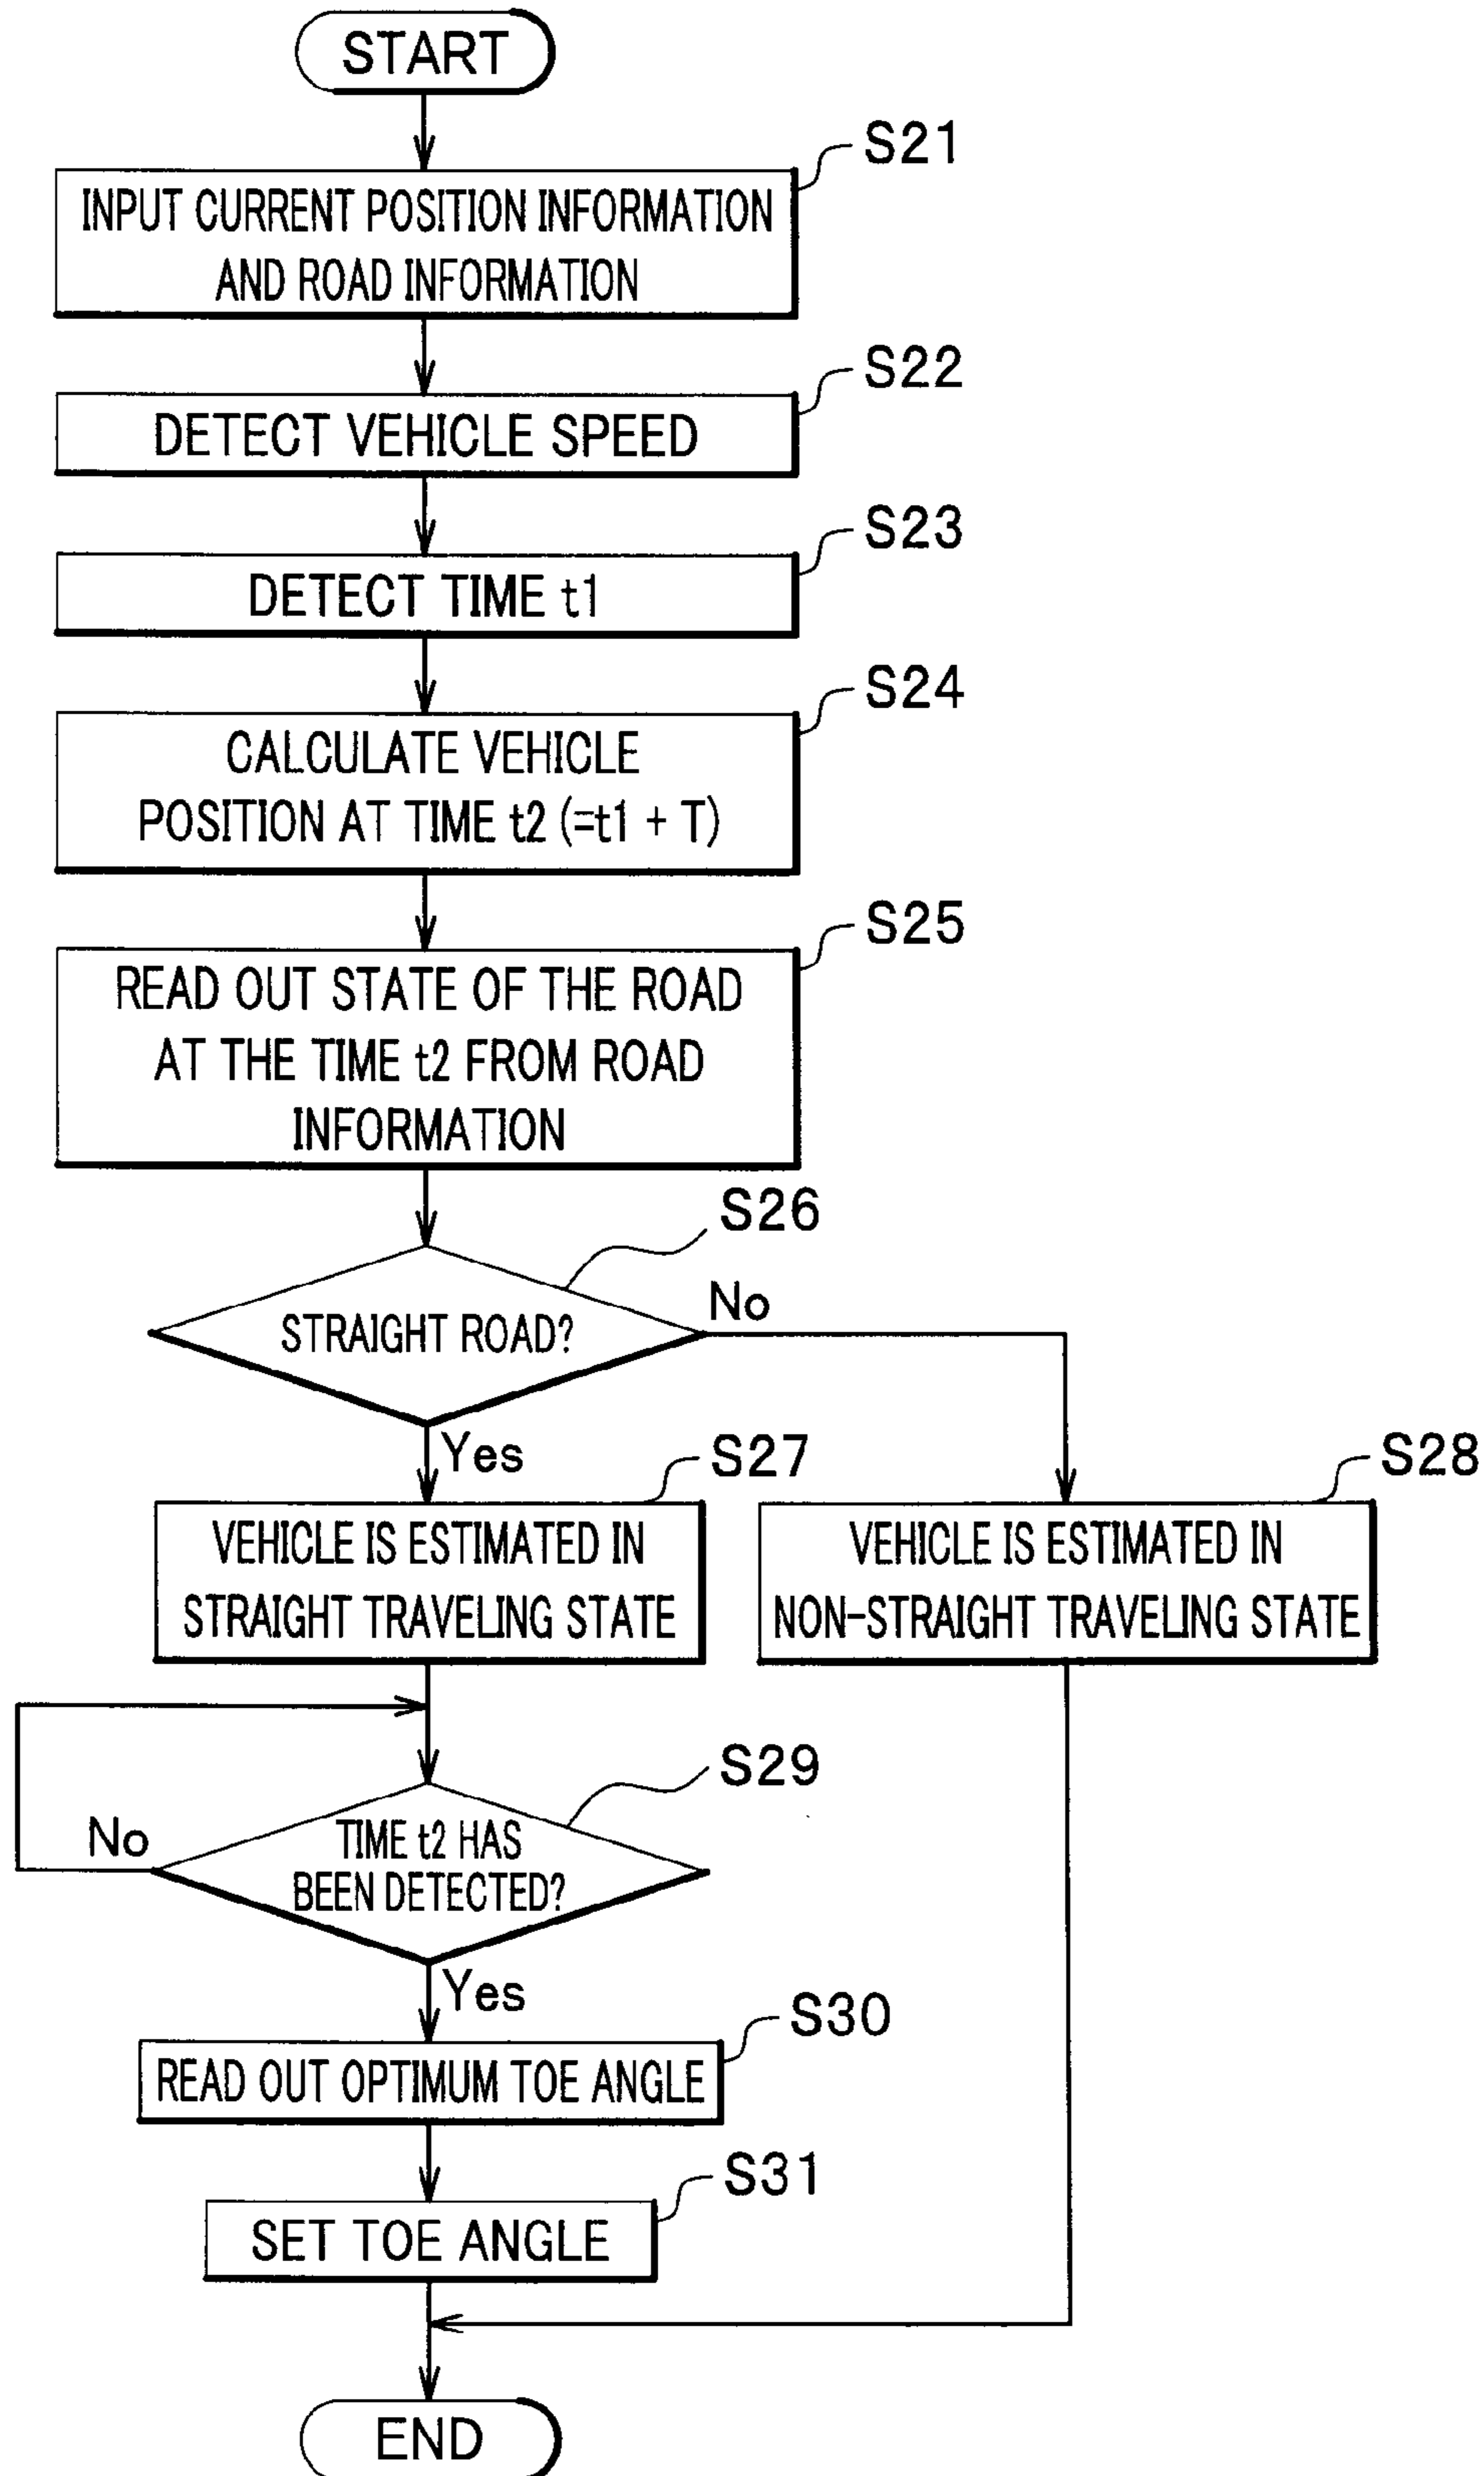 START
S21
INPUT CURRENT POSITION INFORMATION
AND ROAD INFORMATION
S22
DETECT VEHICLE SPEED
S23
DETECT TIME t1
S24
CALCULATE VEHICLE
POSITION AT TIME t2 (=t1 + T)
S25
READ OUT STATE OF THE ROAD
AT THE TIME t2 FROM ROAD
INFORMATION
S26
STRAIGHT ROAD?
No
Yes
S27
VEHICLE IS ESTIMATED IN
STRAIGHT TRAVELING STATE
S28
VEHICLE IS ESTIMATED IN
NON-STRAIGHT TRAVELING STATE
S29
TIME t2 HAS
BEEN DETECTED?
No
Yes
S30
READ OUT OPTIMUM TOE ANGLE
S31
SET TOE ANGLE
END